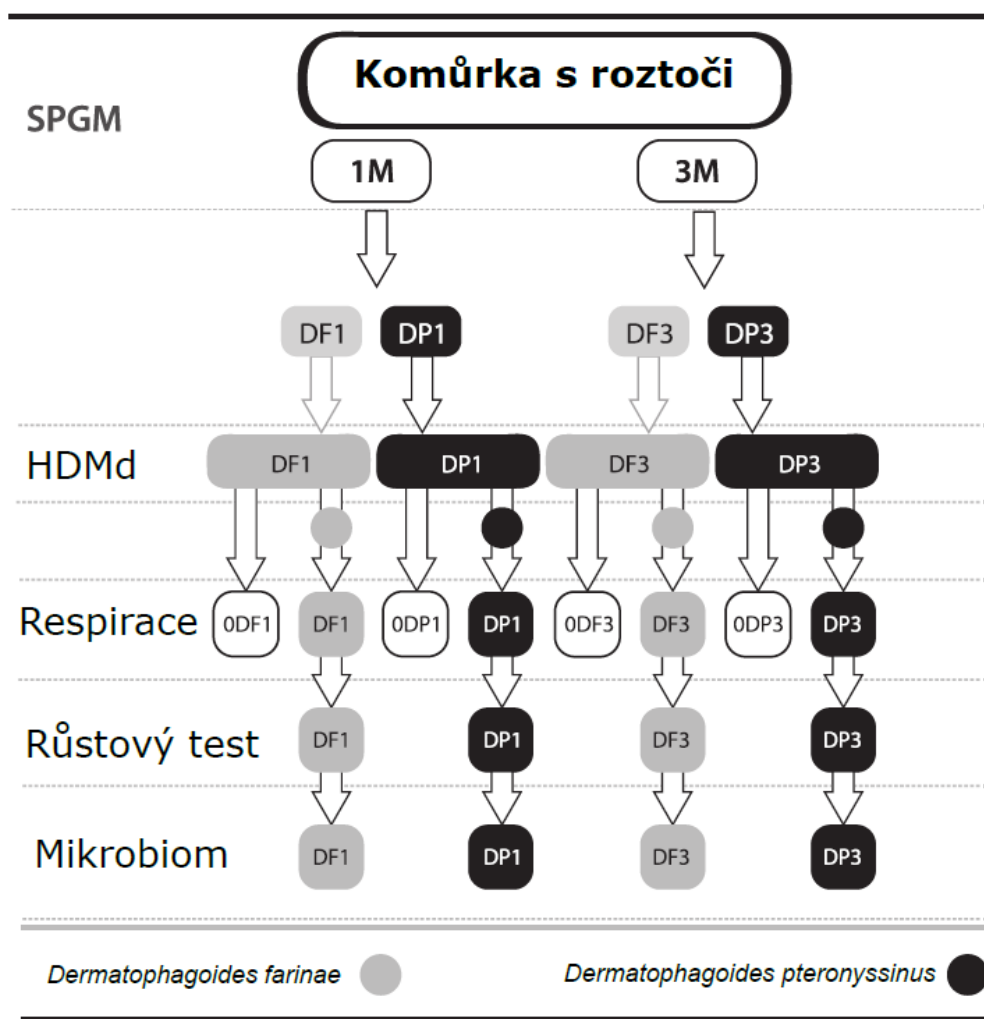 Komůrka s roztoči
SPGM
1M 3M
DF1 DP1 DF3 DP3
HDMd DF1 DP1 DF3 DP3
Respirace 0DF1 DF1 0DP1 DP1 0DF3 DF3 0DP3 DP3
Růstový test DF1 DP1 DF3 DP3
Mikrobiom DF1 DP1 DF3 DP3
Dermatophagoides farinae Dermatophagoides pteronyssinus